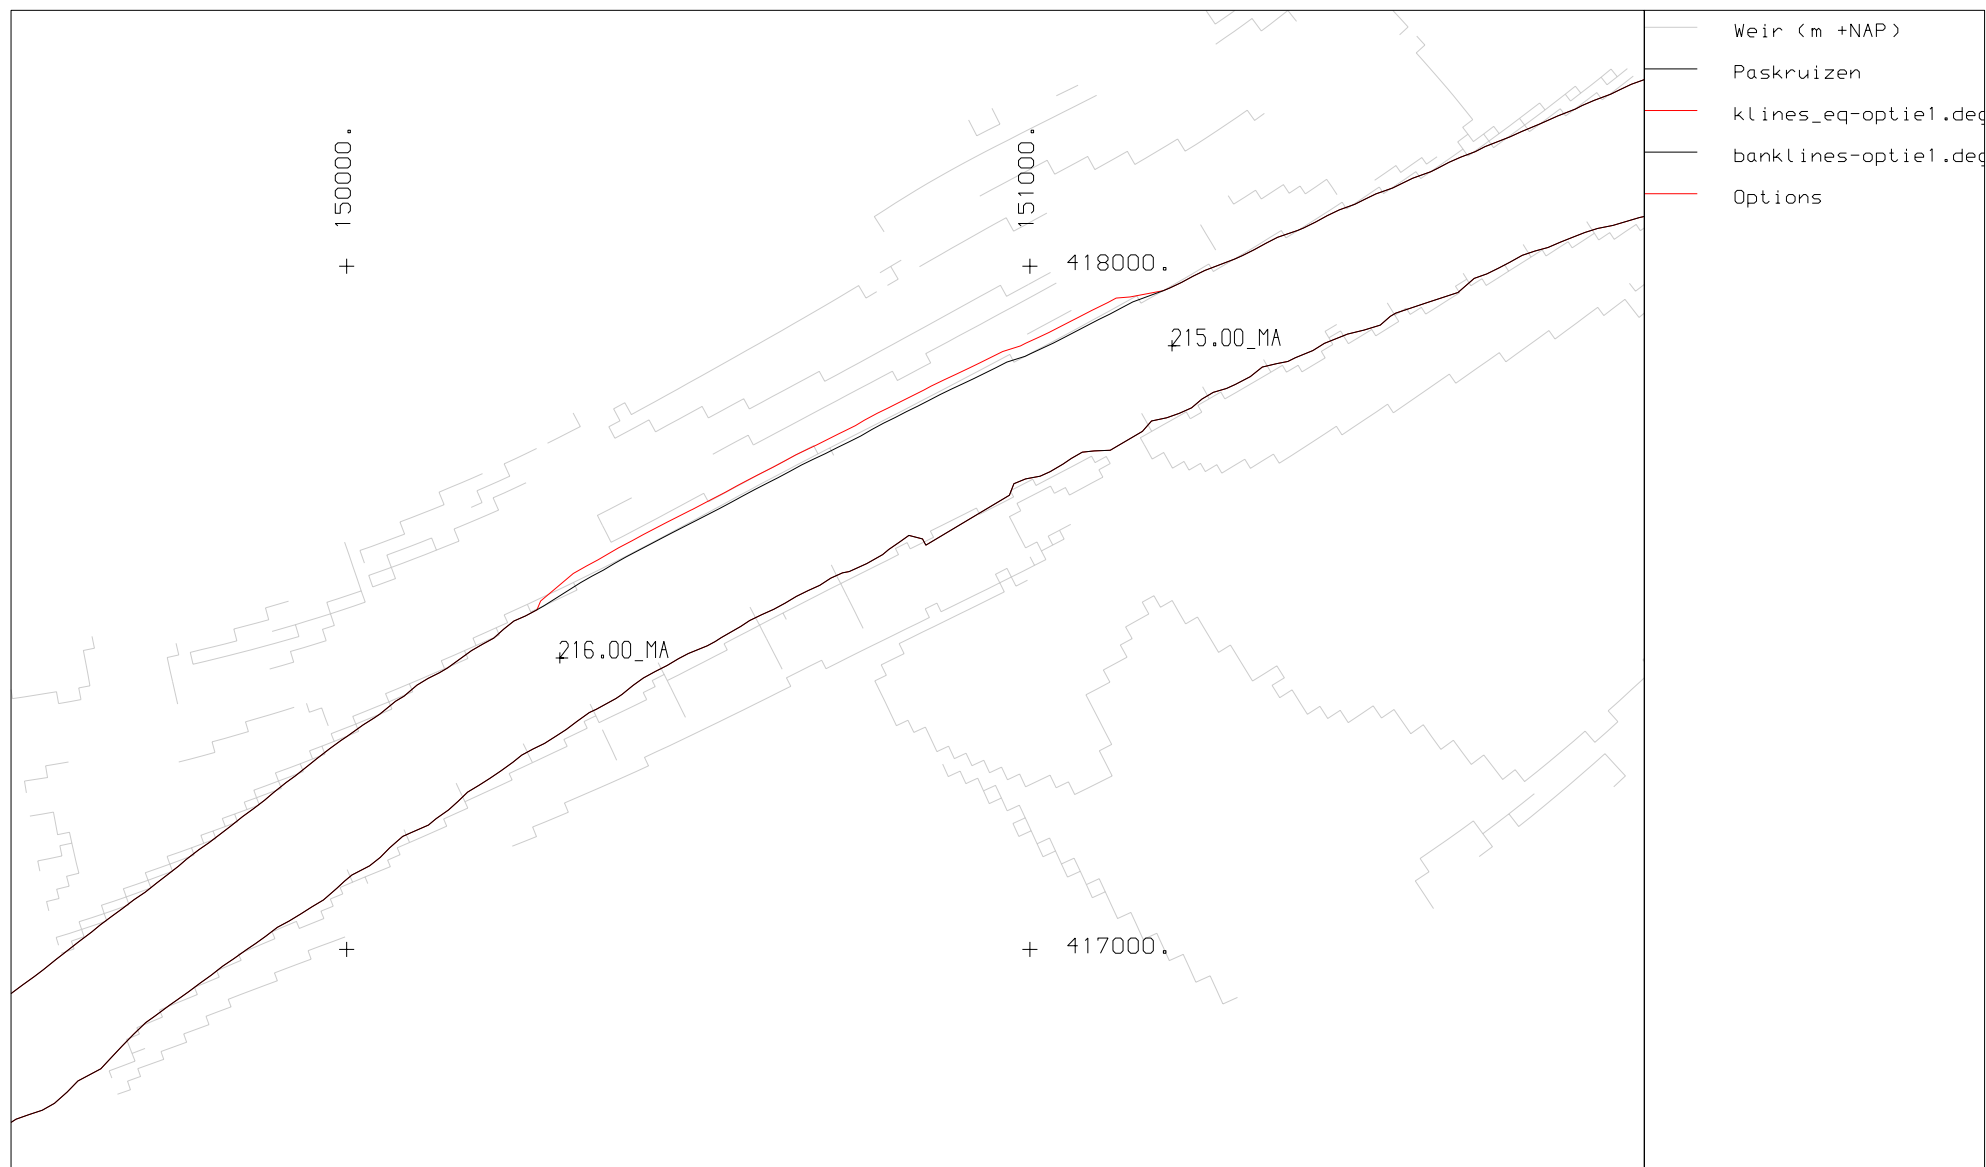 Weir (m +NAP)
Paskruizen
klines_eq-optie1.deg
banklines-optie1.deg
Options
150000.
151000.
418000.
215.00_MA
216.00_MA
417000.